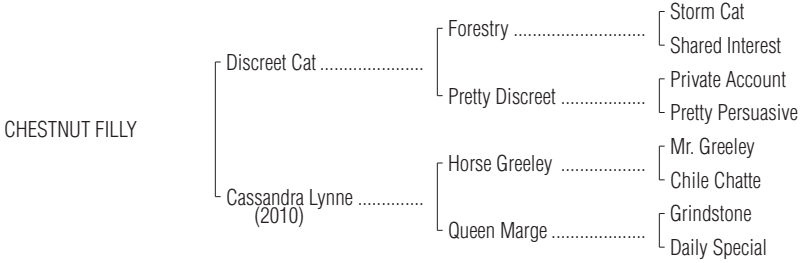 Storm Cat
Forestry ............................
Shared Interest
Discreet Cat ......................
Private Account
Pretty Discreet ..................
Pretty Persuasive
CHESTNUT FILLY
Mr. Greeley
Horse Greeley ..................
Chile Chatte
Cassandra Lynne ..............
(2010)
Grindstone
Queen Marge ....................
Daily Special